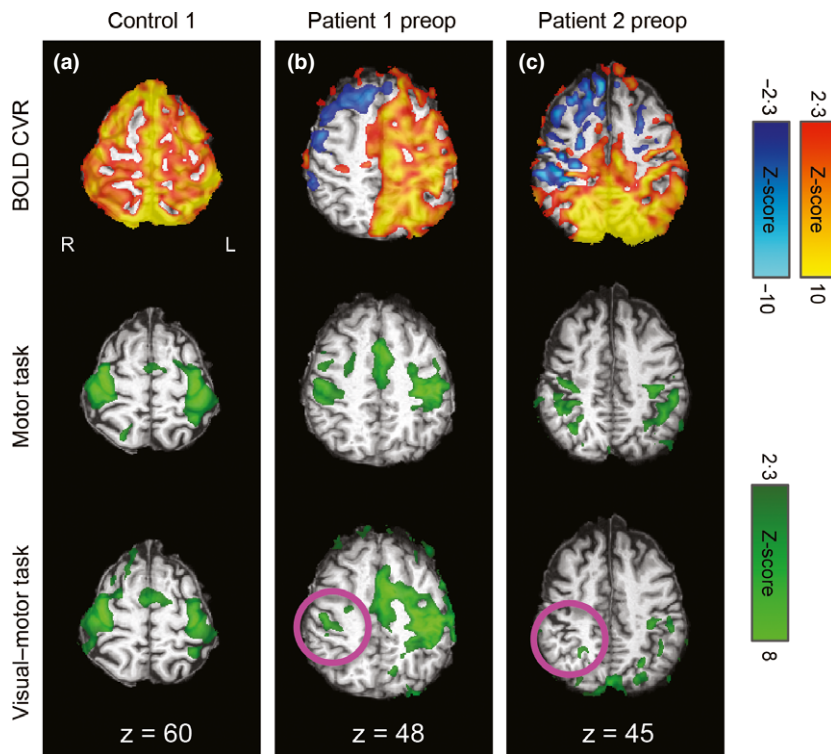 Control 1
Patient 1 preop
Patient 2 preop
(a)
(b)
(c)
BOLD CVR
R
L
−2·3
Z-score
−10
2·3
Z-score
10
Motor task
2·3
Z-score
8
Visual–motor task
z = 60
z = 48
z = 45